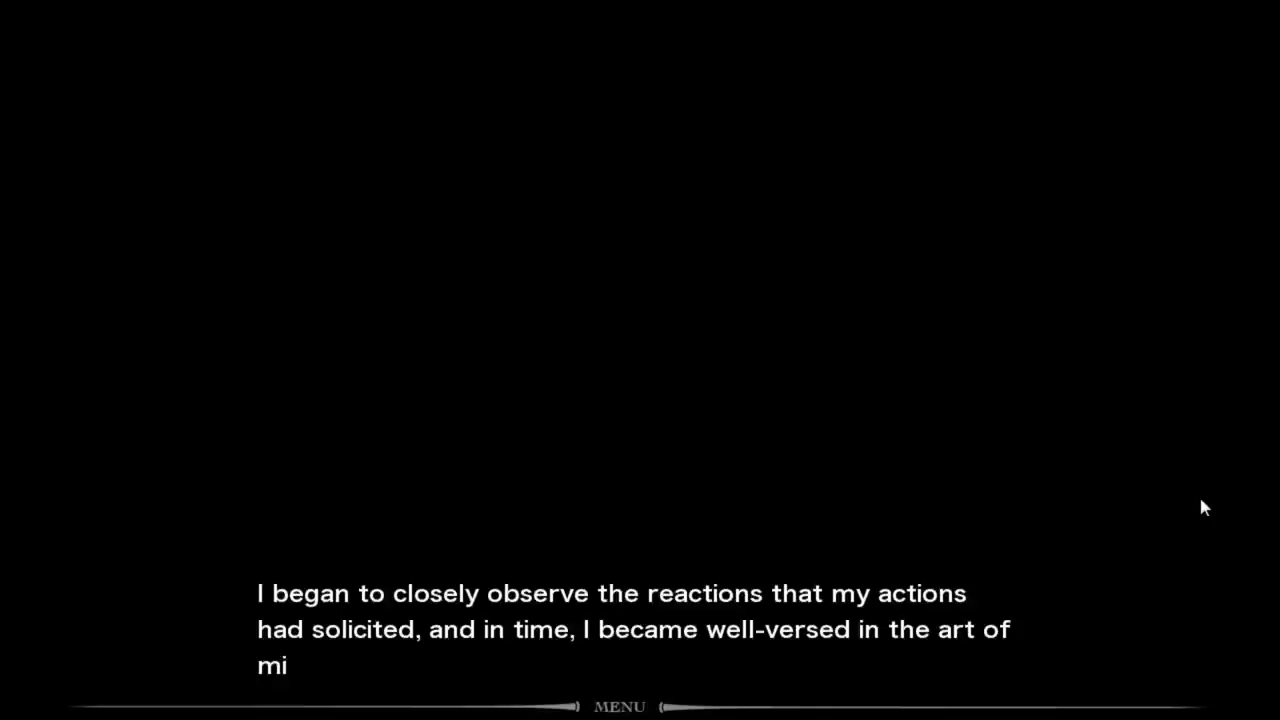 I began to closely observe the reactions that my actions
had solicited, and in time, I became well-versed in the art of
mi
MENU